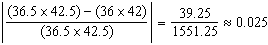 |((36.5 × 42.5) − (36 × 42)) / (36.5 × 42.5)| = 39.25 / 1551.25 ≈ 0.025